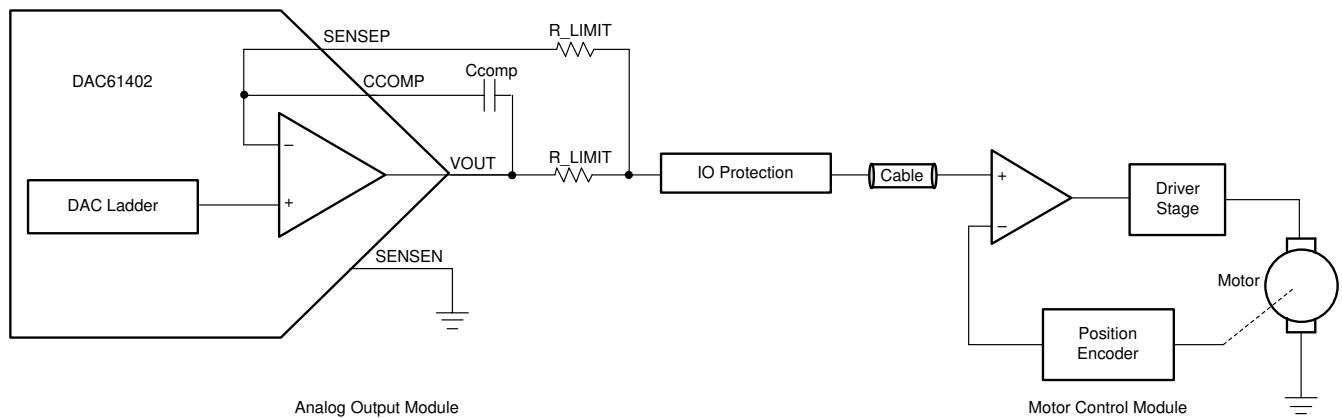 SENSEP
R_LIMIT
DAC61402
CCOMP
Ccomp
−
VOUT
R_LIMIT
DAC Ladder
+
SENSEN
IO Protection
Cable
+
−
Driver
Stage
Motor
Position
Encoder
Analog Output Module
Motor Control Module